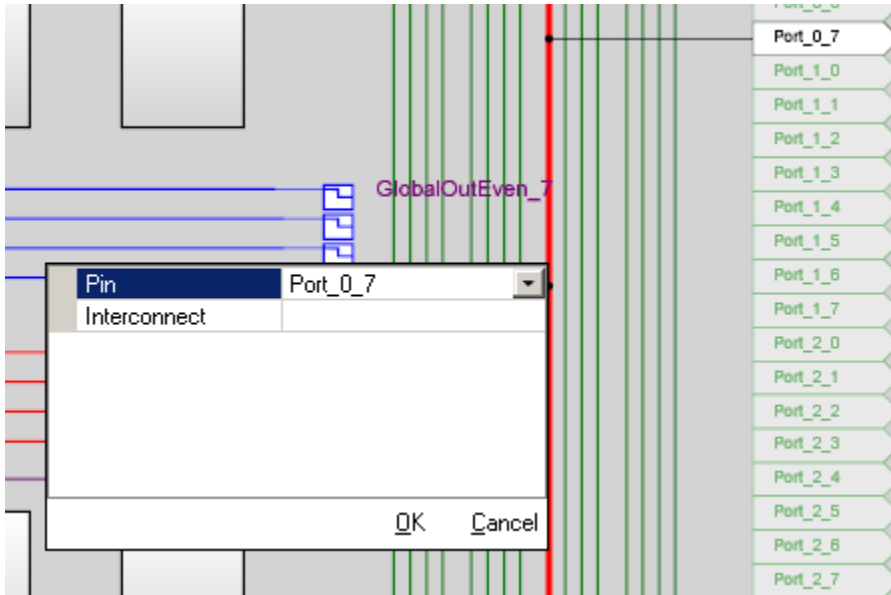 Port_0_7
Port_1_0
Port_1_1
Port_1_2
Port_1_3
GlobalOutEven_7
Port_1_4
Port_1_5
Port_1_6
Pin Port_0_7
Interconnect
Port_1_7
Port_2_0
Port_2_1
Port_2_2
Port_2_3
Port_2_4
Port_2_5
OK Cancel
Port_2_6
Port_2_7